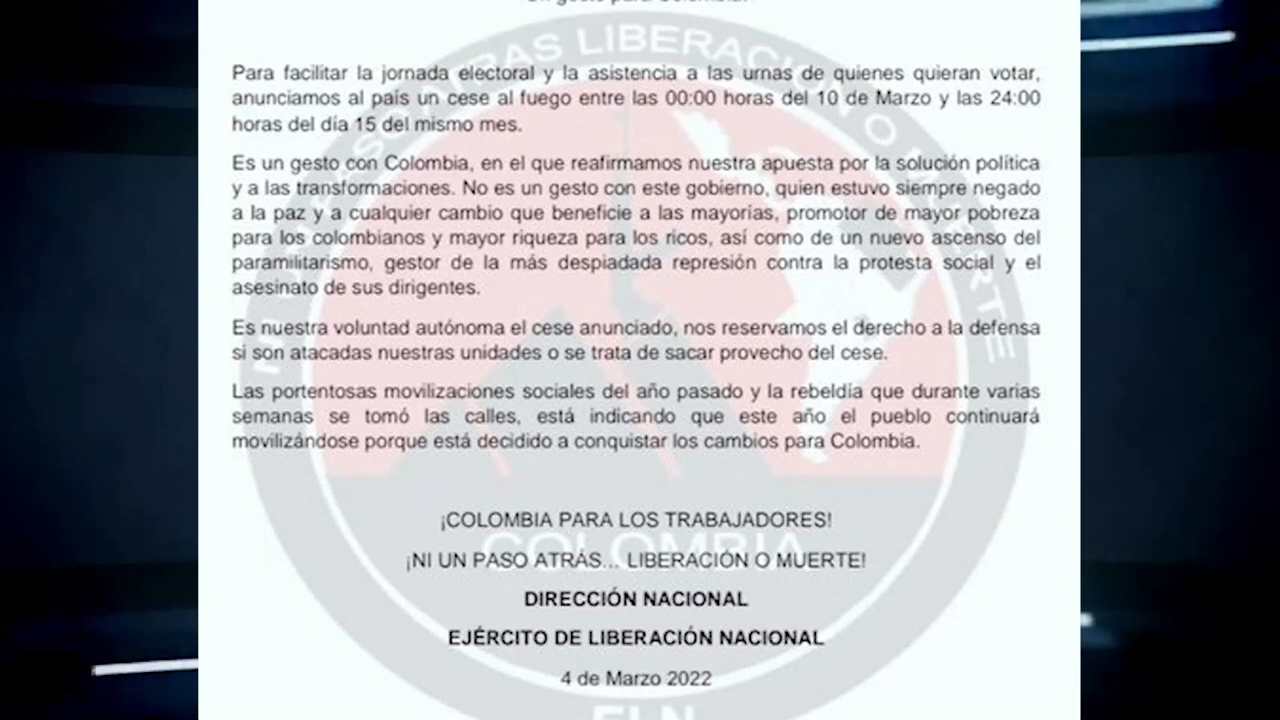 Para facilitar la jornada electoral y la asistencia a las urnas de quienes quieran votar,
anunciamos al país un cese al fuego entre las 00:00 horas del 10 de Marzo y las 24:00
horas del día 15 del mismo mes.
Es un gesto con Colombia, en el que reafirmamos nuestra apuesta por la solución política
y a las transformaciones. No es un gesto con este gobierno, quien estuvo siempre negado
a la paz y a cualquier cambio que beneficie a las mayorías, promotor de mayor pobreza
para los colombianos y mayor riqueza para los ricos, así como de un nuevo ascenso del
paramilitarismo, gestor de la más despiadada represión contra la protesta social y el
asesinato de sus dirigentes.
Es nuestra voluntad autónoma el cese anunciado, nos reservamos el derecho a la defensa
si son atacadas nuestras unidades o se trata de sacar provecho del cese.
Las portentosas movilizaciones sociales del año pasado y la rebeldía que durante varias
semanas se tomó las calles, está indicando que este año el pueblo continuará
movilizándose porque está decidido a conquistar los cambios para Colombia.
¡COLOMBIA PARA LOS TRABAJADORES!
¡NI UN PASO ATRÁS... LIBERACIÓN O MUERTE!
DIRECCIÓN NACIONAL
EJÉRCITO DE LIBERACIÓN NACIONAL
4 de Marzo 2022
COLOMBIA
ELN